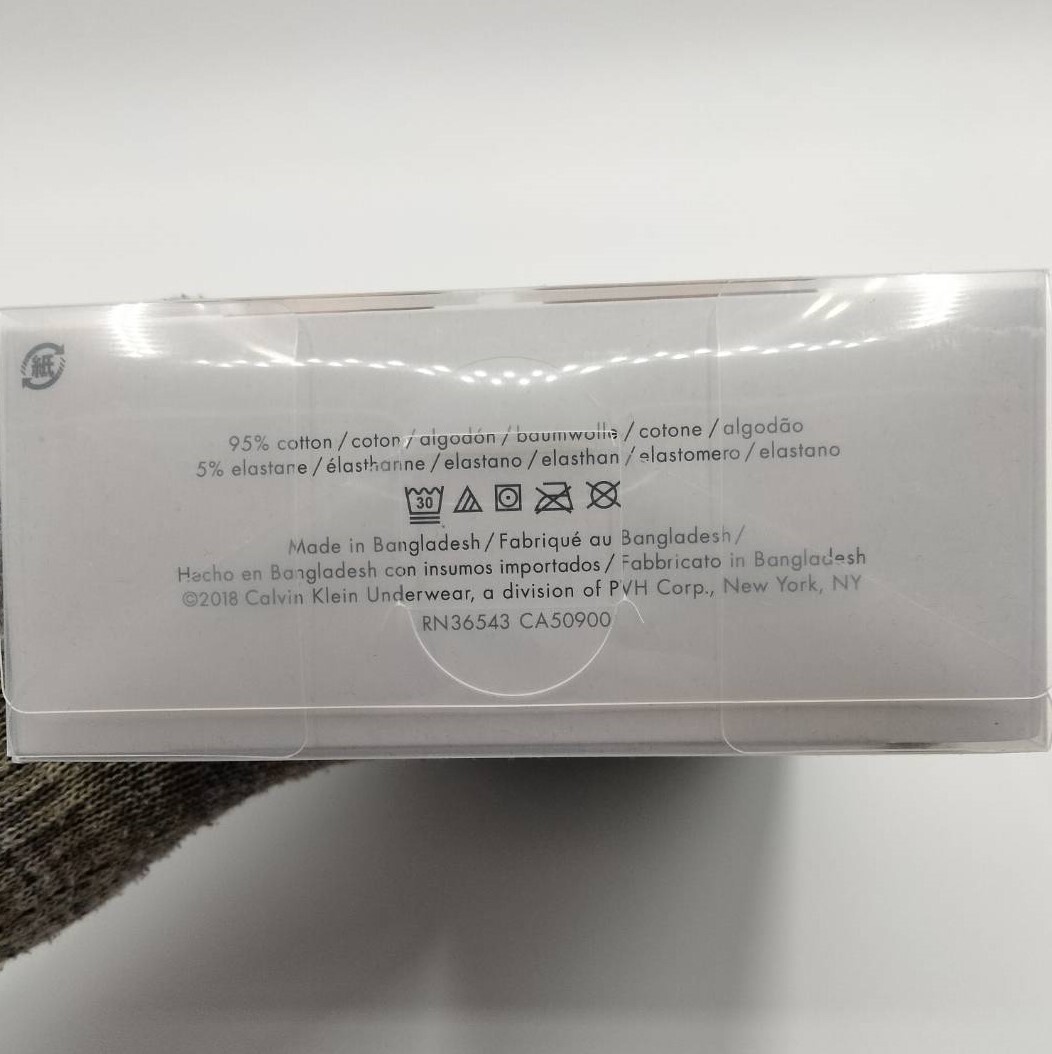 紙
95% cotton / coton / algodón / baumwolle / cotone / algodão
5% elastane / élasthanne / elastano / elasthan / elastomero / elastano
30
Made in Bangladesh / Fabriqué au Bangladesh /
Hecho en Bangladesh con insumos importados / Fabbricato in Bangladesh
©2018 Calvin Klein Underwear, a division of PVH Corp., New York, NY
RN36543 CA50900